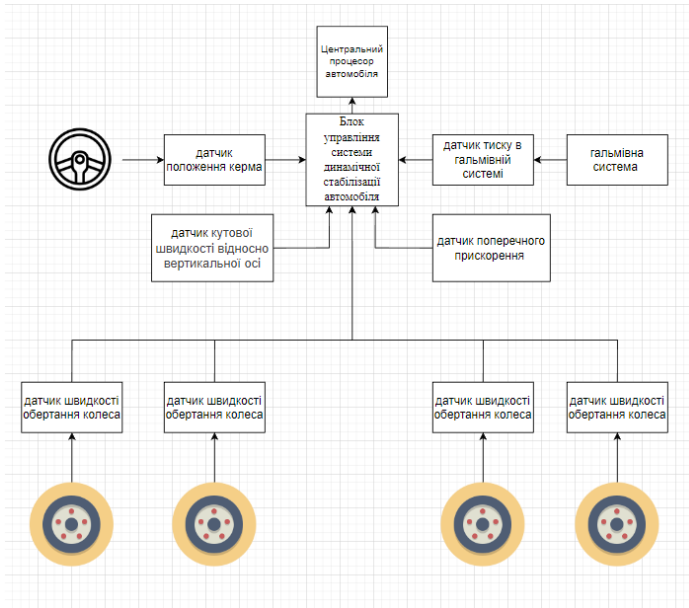 Центральний
процесор
автомобіля
Блок
управління
системи
динамічної
стабілізації
автомобіля
датчик
положення керма
датчик тиску в
гальмівній
системі
гальмівна
система
датчик кутової
швидкості відносно
вертикальної осі
датчик поперечного
прискорення
датчик швидкості
обертання колеса
датчик швидкості
обертання колеса
датчик швидкості
обертання колеса
датчик швидкості
обертання колеса